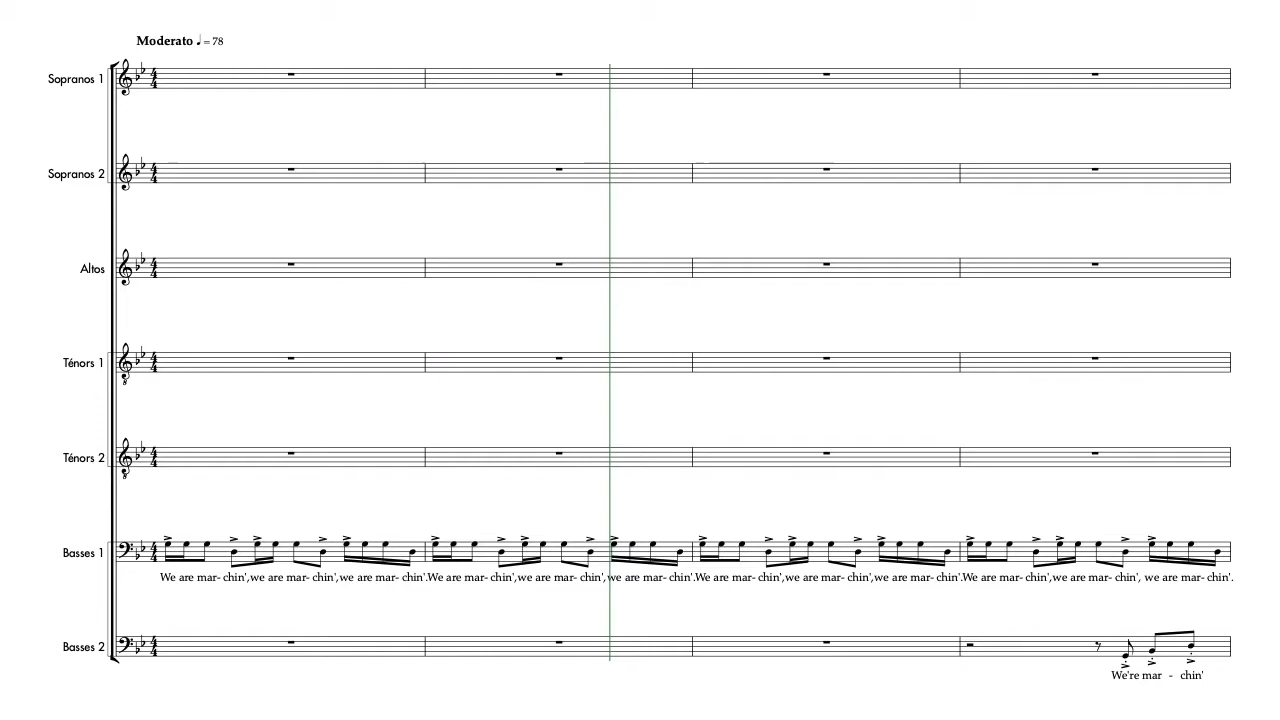 Moderato ♩ = 78
Sopranos 1
Sopranos 2
Altos
Ténors 1
Ténors 2
Basses 1
We are mar- chin', we are mar- chin', we are mar- chin'. We are mar- chin', we are mar- chin', we are mar- chin'. We are mar- chin', we are mar- chin', we are mar- chin'. We are mar- chin', we are mar- chin', we are mar- chin'.
Basses 2
We're mar - chin'